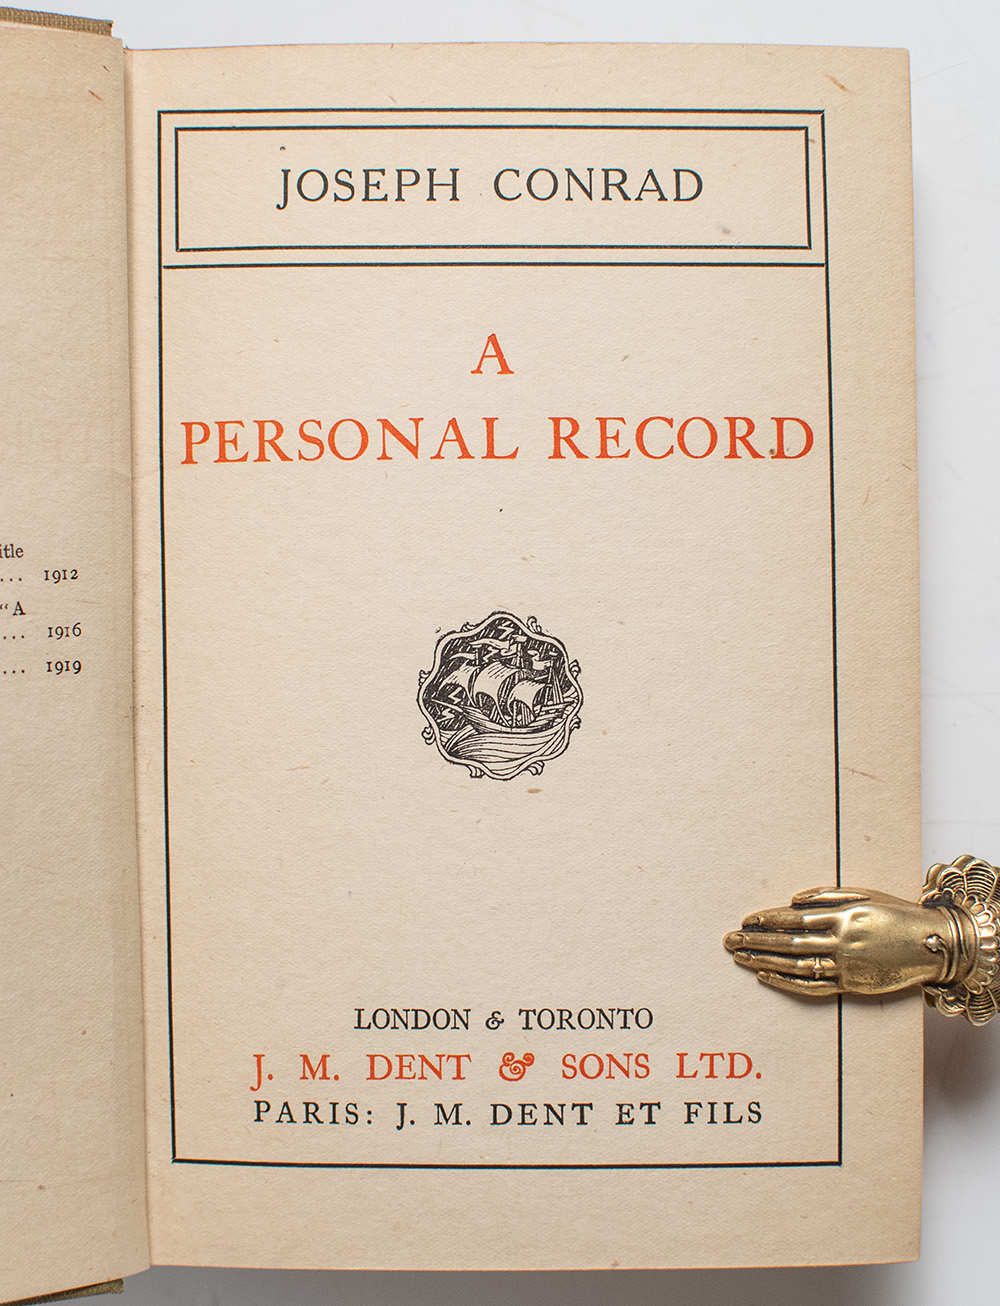 itle
... 1912
"A
... 1916
... 1919
JOSEPH CONRAD
A
PERSONAL RECORD
LONDON & TORONTO
J. M. DENT & SONS LTD.
PARIS: J. M. DENT ET FILS